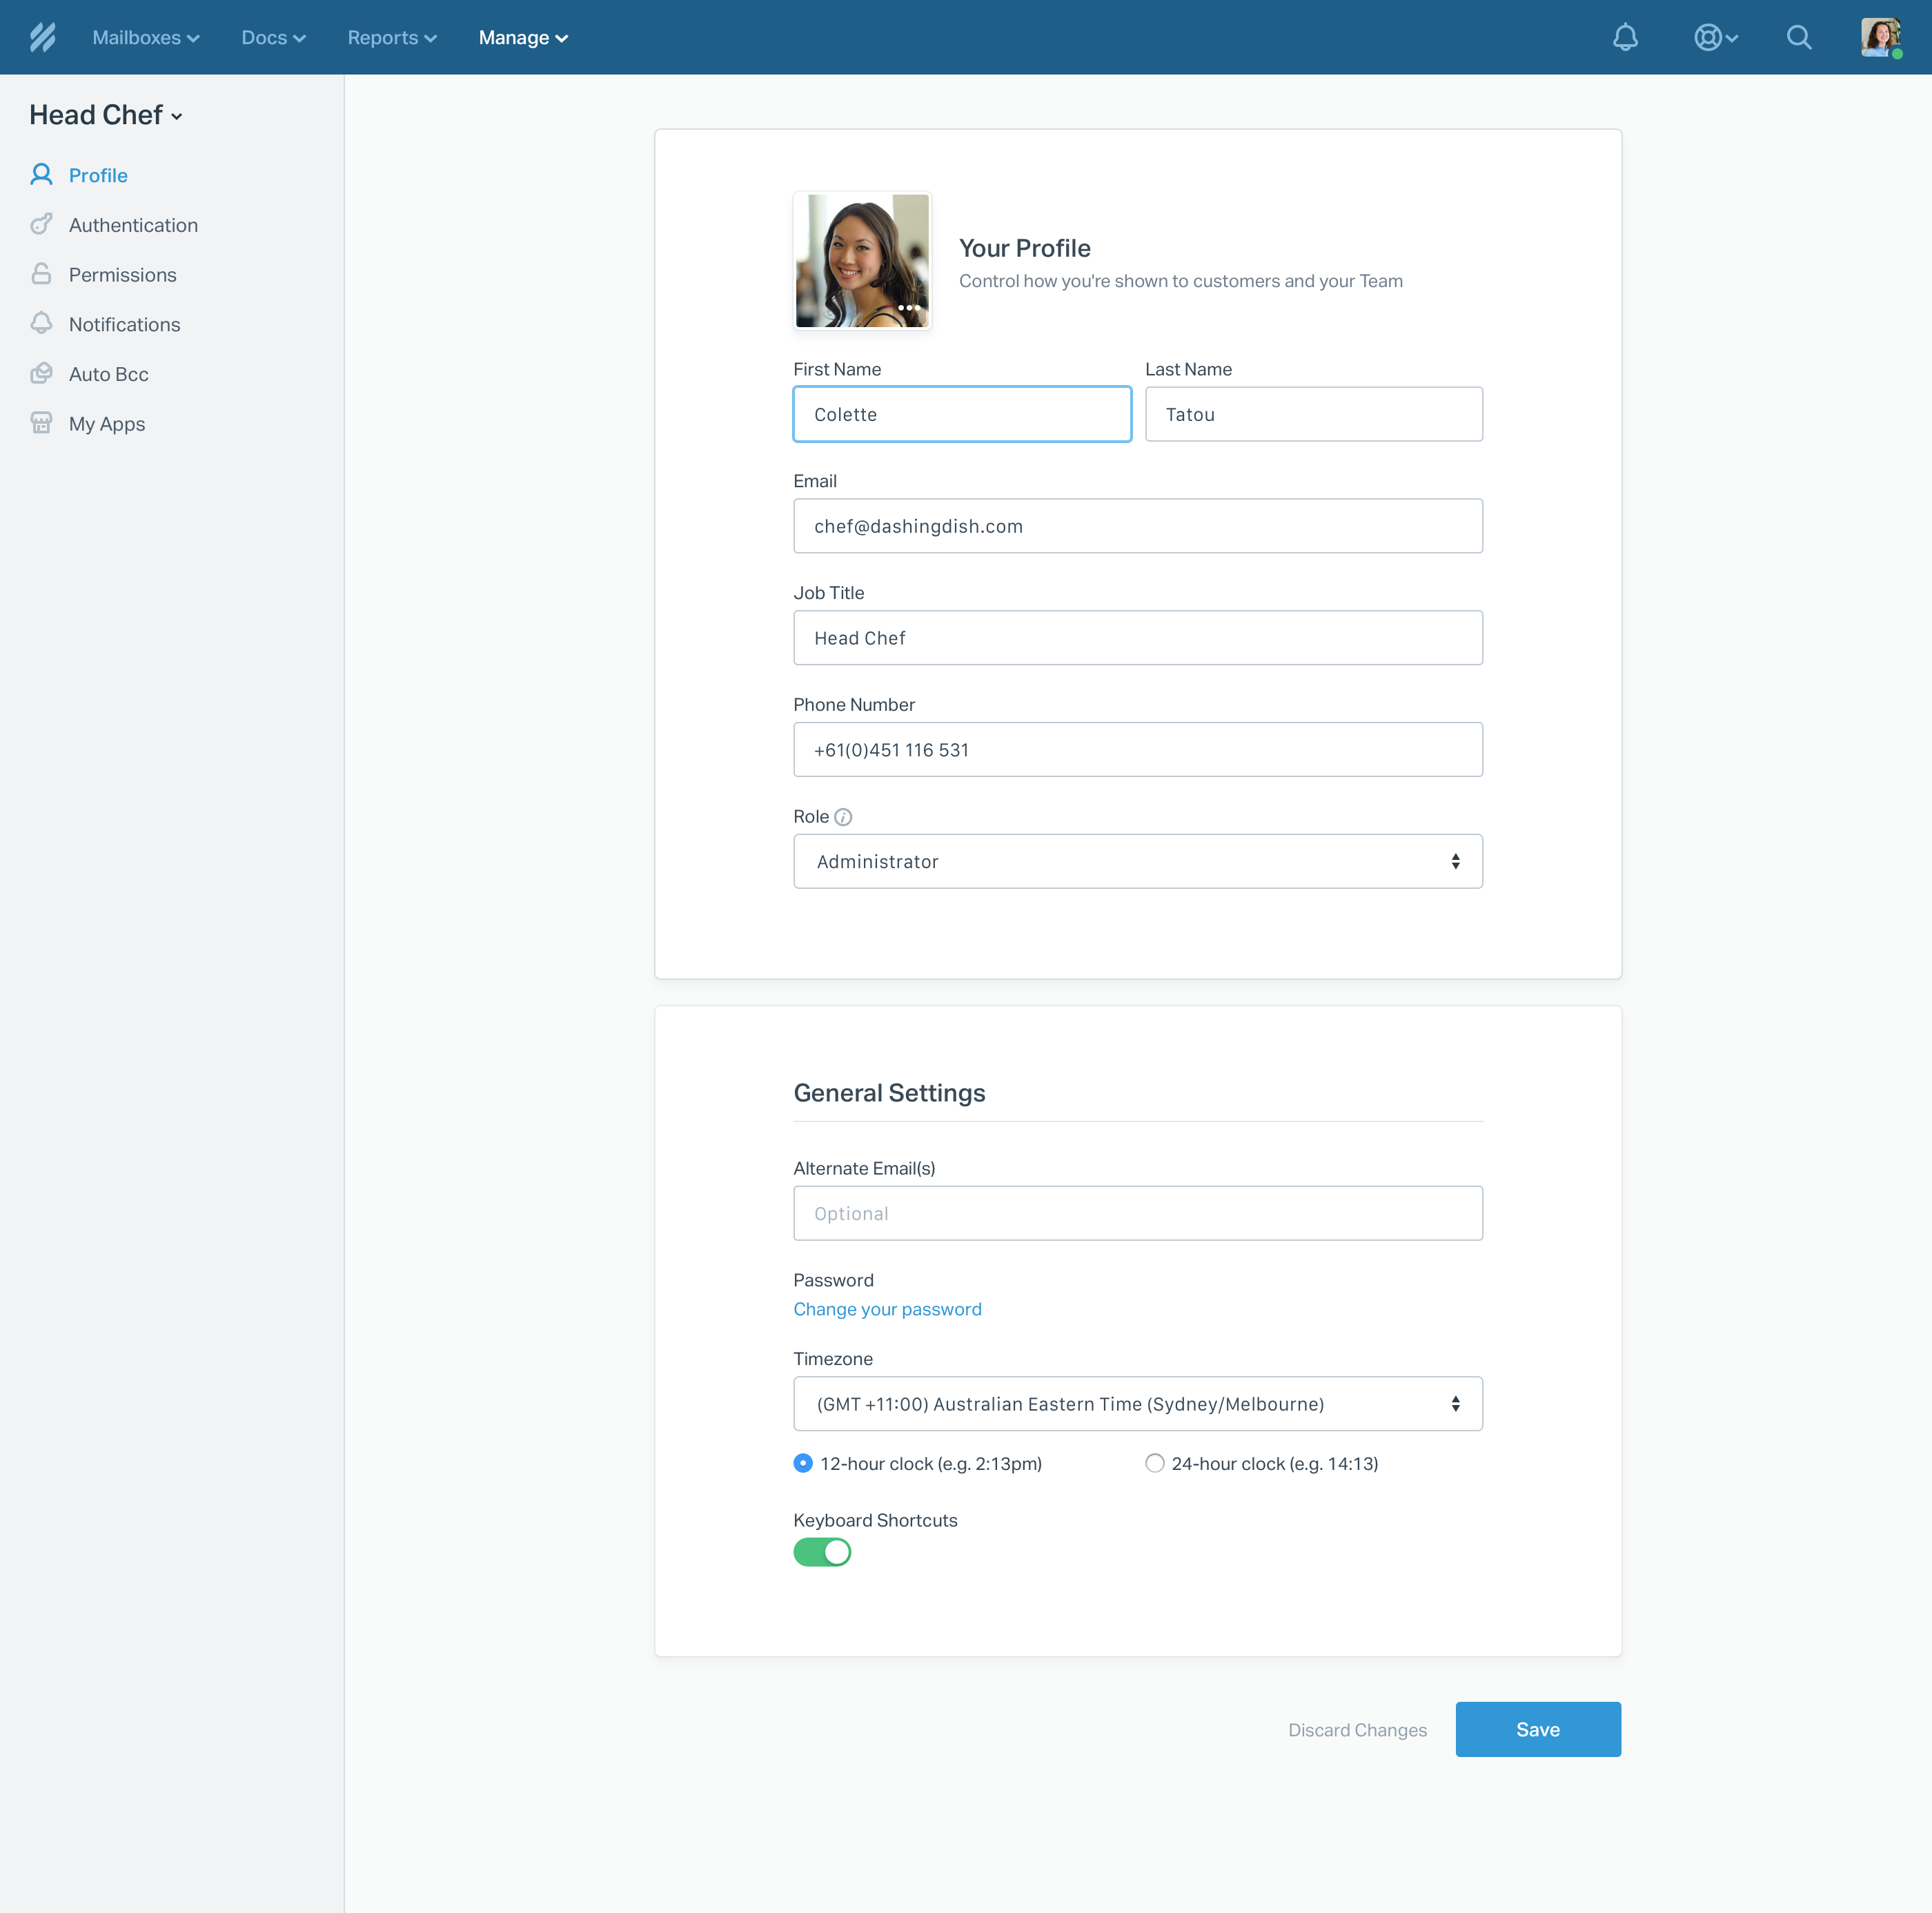 Mailboxes Docs Reports Manage
Head Chef
Profile
Authentication
Permissions
Notifications
Auto Bcc
My Apps
Your Profile
Control how you're shown to customers and your Team
First Name Last Name
Colette Tatou
Email
chef@dashingdish.com
Job Title
Head Chef
Phone Number
+61(0)451 116 531
Role i
Administrator
General Settings
Alternate Email(s)
Optional
Password
Change your password
Timezone
(GMT +11:00) Australian Eastern Time (Sydney/Melbourne)
12-hour clock (e.g. 2:13pm) 24-hour clock (e.g. 14:13)
Keyboard Shortcuts
Discard Changes Save